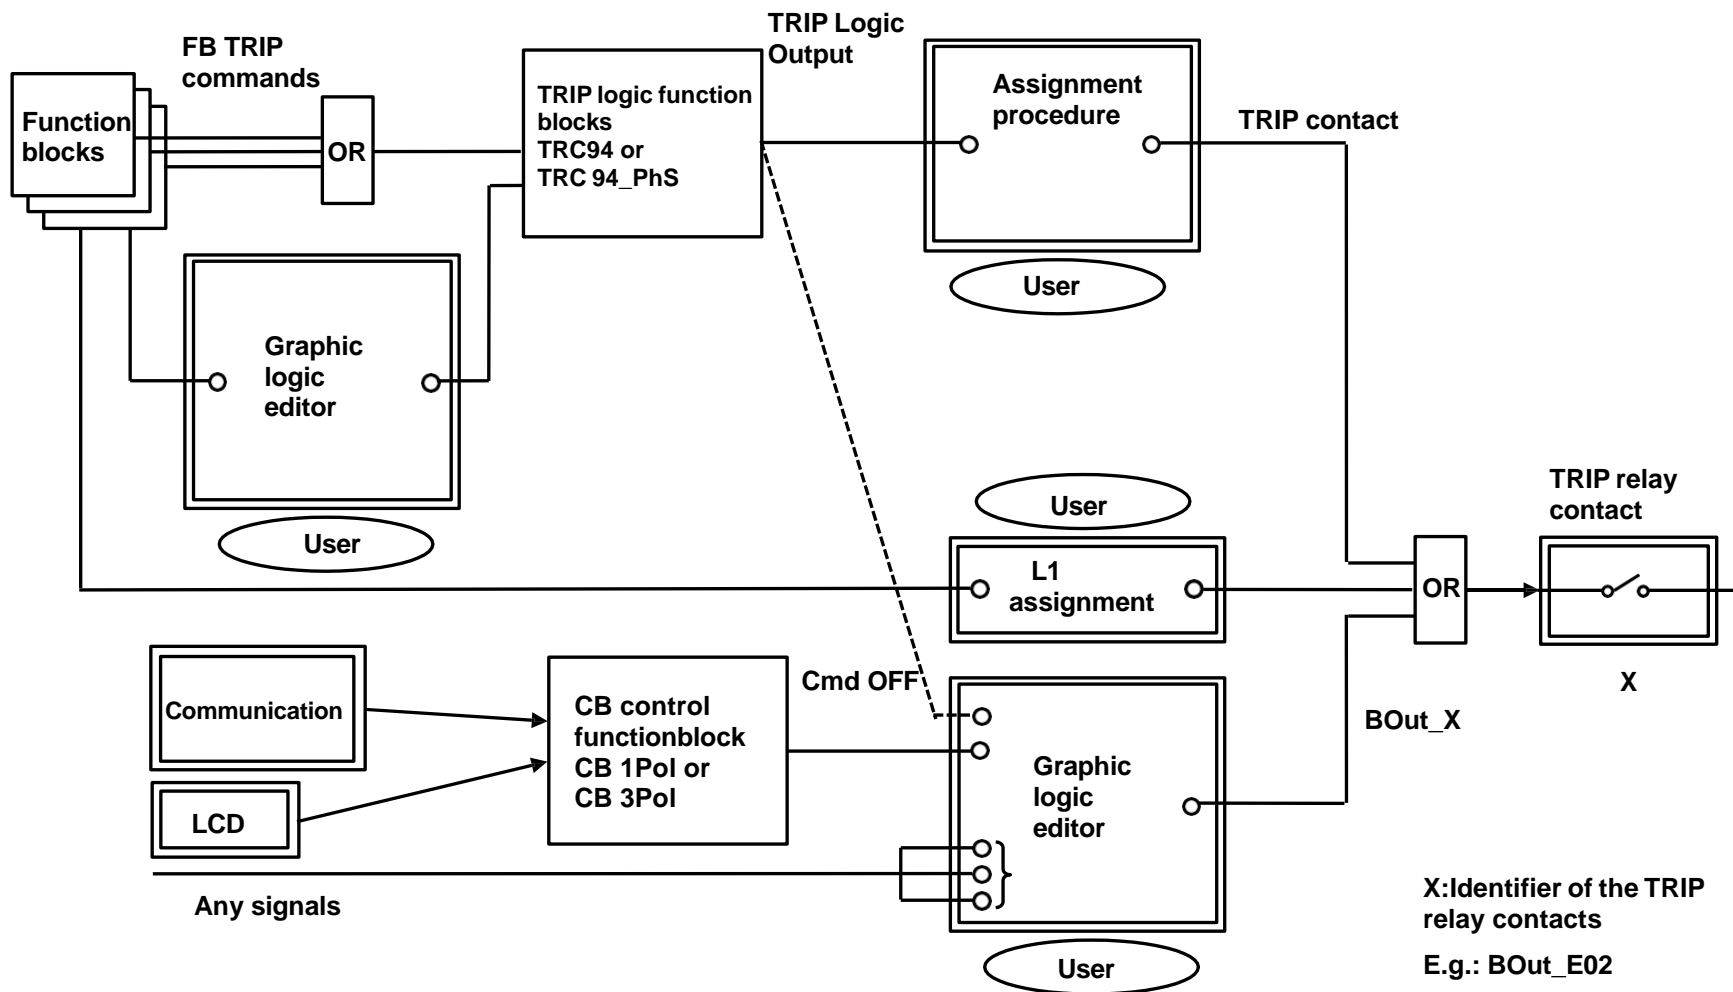 FB TRIP
commands
TRIP Logic
Output
Function
blocks
OR
TRIP logic function
blocks
TRC94 or
TRC 94_PhS
Assignment
procedure
TRIP contact
User
Graphic
logic
editor
User
User
L1
assignment
OR
TRIP relay
contact
X
Communication
LCD
CB control
functionblock
CB 1Pol or
CB 3Pol
Cmd OFF
Graphic
logic
editor
BOut_X
Any signals
User
X:Identifier of the TRIP
relay contacts
E.g.: BOut_E02